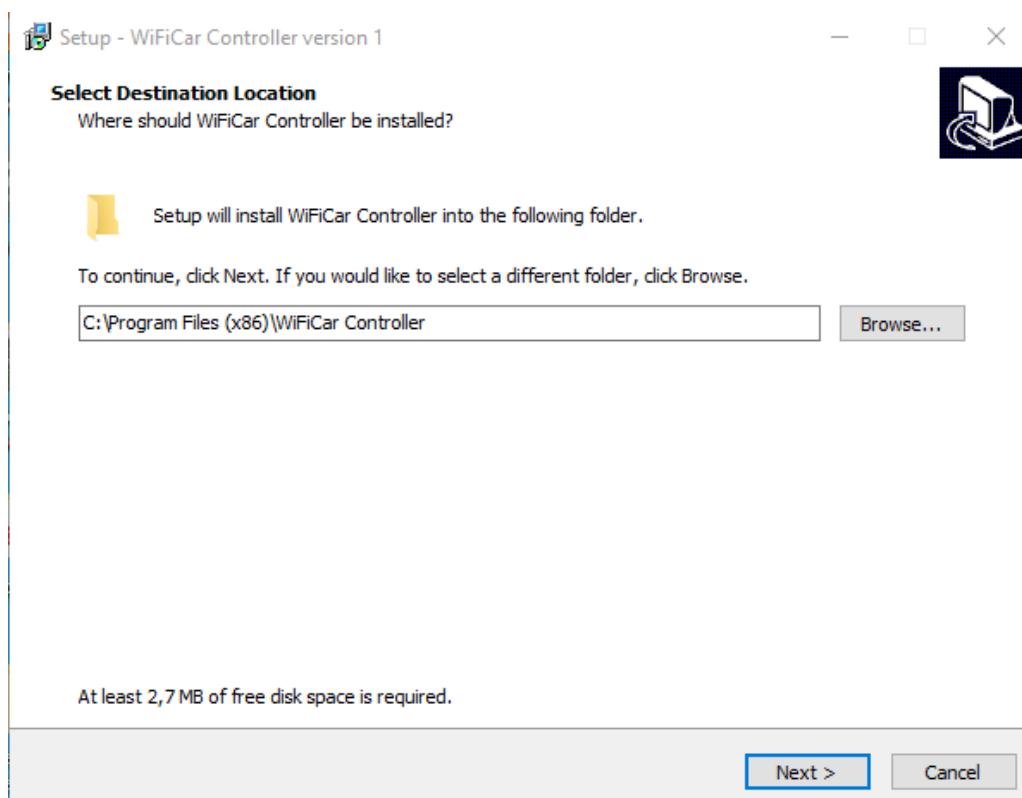 Setup - WiFiCar Controller version 1
Select Destination Location
Where should WiFiCar Controller be installed?
Setup will install WiFiCar Controller into the following folder.
To continue, click Next. If you would like to select a different folder, click Browse.
C:\Program Files (x86)\WiFiCar Controller
Browse...
At least 2,7 MB of free disk space is required.
Next >
Cancel